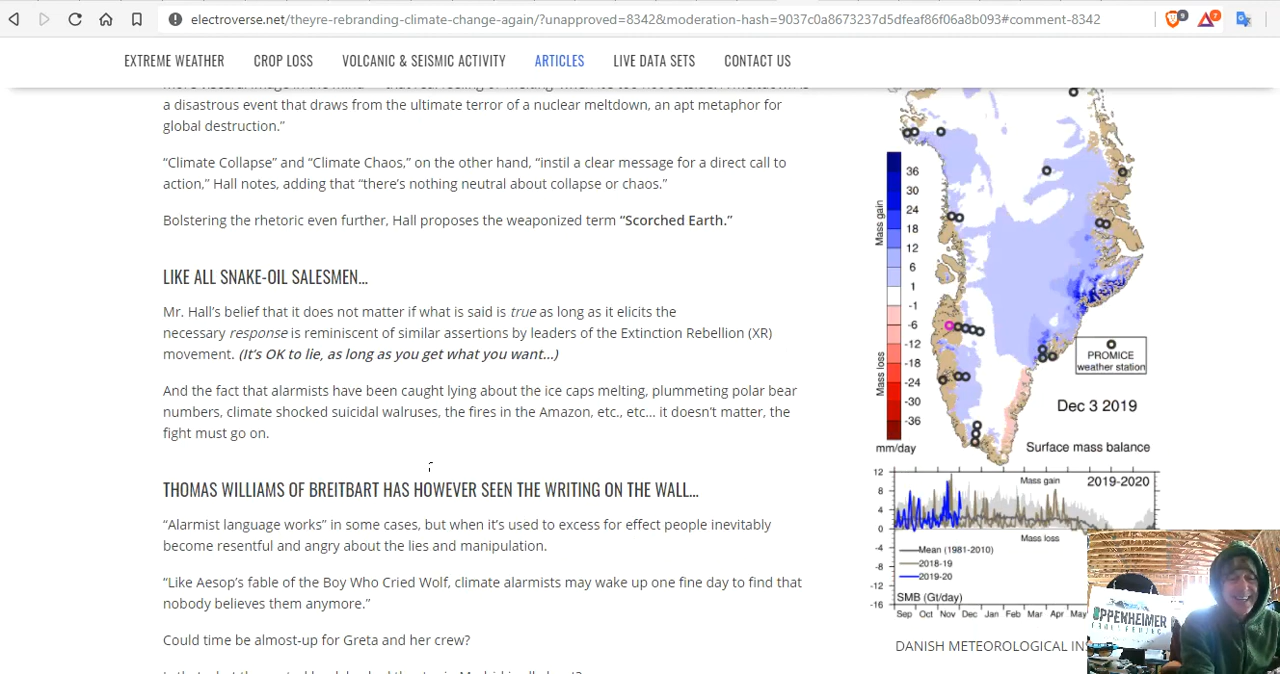 electroverse.net/theyre-rebranding-climate-change-again/?unapproved=8342&moderation-hash=9037c0a8673237d5dfeaf86f06a8b093#comment-8342
9
7
EXTREME WEATHER CROP LOSS VOLCANIC & SEISMIC ACTIVITY ARTICLES LIVE DATA SETS CONTACT US
a disastrous event that draws from the ultimate terror of a nuclear meltdown, an apt metaphor for
global destruction.”
“Climate Collapse” and “Climate Chaos,” on the other hand, “instil a clear message for a direct call to
action,” Hall notes, adding that “there’s nothing neutral about collapse or chaos.”
Bolstering the rhetoric even further, Hall proposes the weaponized term “Scorched Earth.”
LIKE ALL SNAKE-OIL SALESMEN…
Mr. Hall’s belief that it does not matter if what is said is true as long as it elicits the
necessary response is reminiscent of similar assertions by leaders of the Extinction Rebellion (XR)
movement. (It’s OK to lie, as long as you get what you want…)
And the fact that alarmists have been caught lying about the ice caps melting, plummeting polar bear
numbers, climate shocked suicidal walruses, the fires in the Amazon, etc., etc… it doesn’t matter, the
fight must go on.
THOMAS WILLIAMS OF BREITBART HAS HOWEVER SEEN THE WRITING ON THE WALL…
“Alarmist language works” in some cases, but when it’s used to excess for effect people inevitably
become resentful and angry about the lies and manipulation.
“Like Aesop’s fable of the Boy Who Cried Wolf, climate alarmists may wake up one fine day to find that
nobody believes them anymore.”
Could time be almost-up for Greta and her crew?
Mass gain
36
30
24
18
12
6
1
-1
-6
-12
-18
-24
-30
-36
Mass loss
mm/day
PROMICE
weather station
Dec 3 2019
Surface mass balance
12
8
4
0
-4
-8
-12
-16
Mass gain
2019-2020
Mass loss
Mean (1981-2010)
2018-19
2019-20
SMB (Gt/day)
Sep Oct Nov Dec Jan Feb Mar Apr May
DANISH METEOROLOGICAL IN
OPPENHEIMER